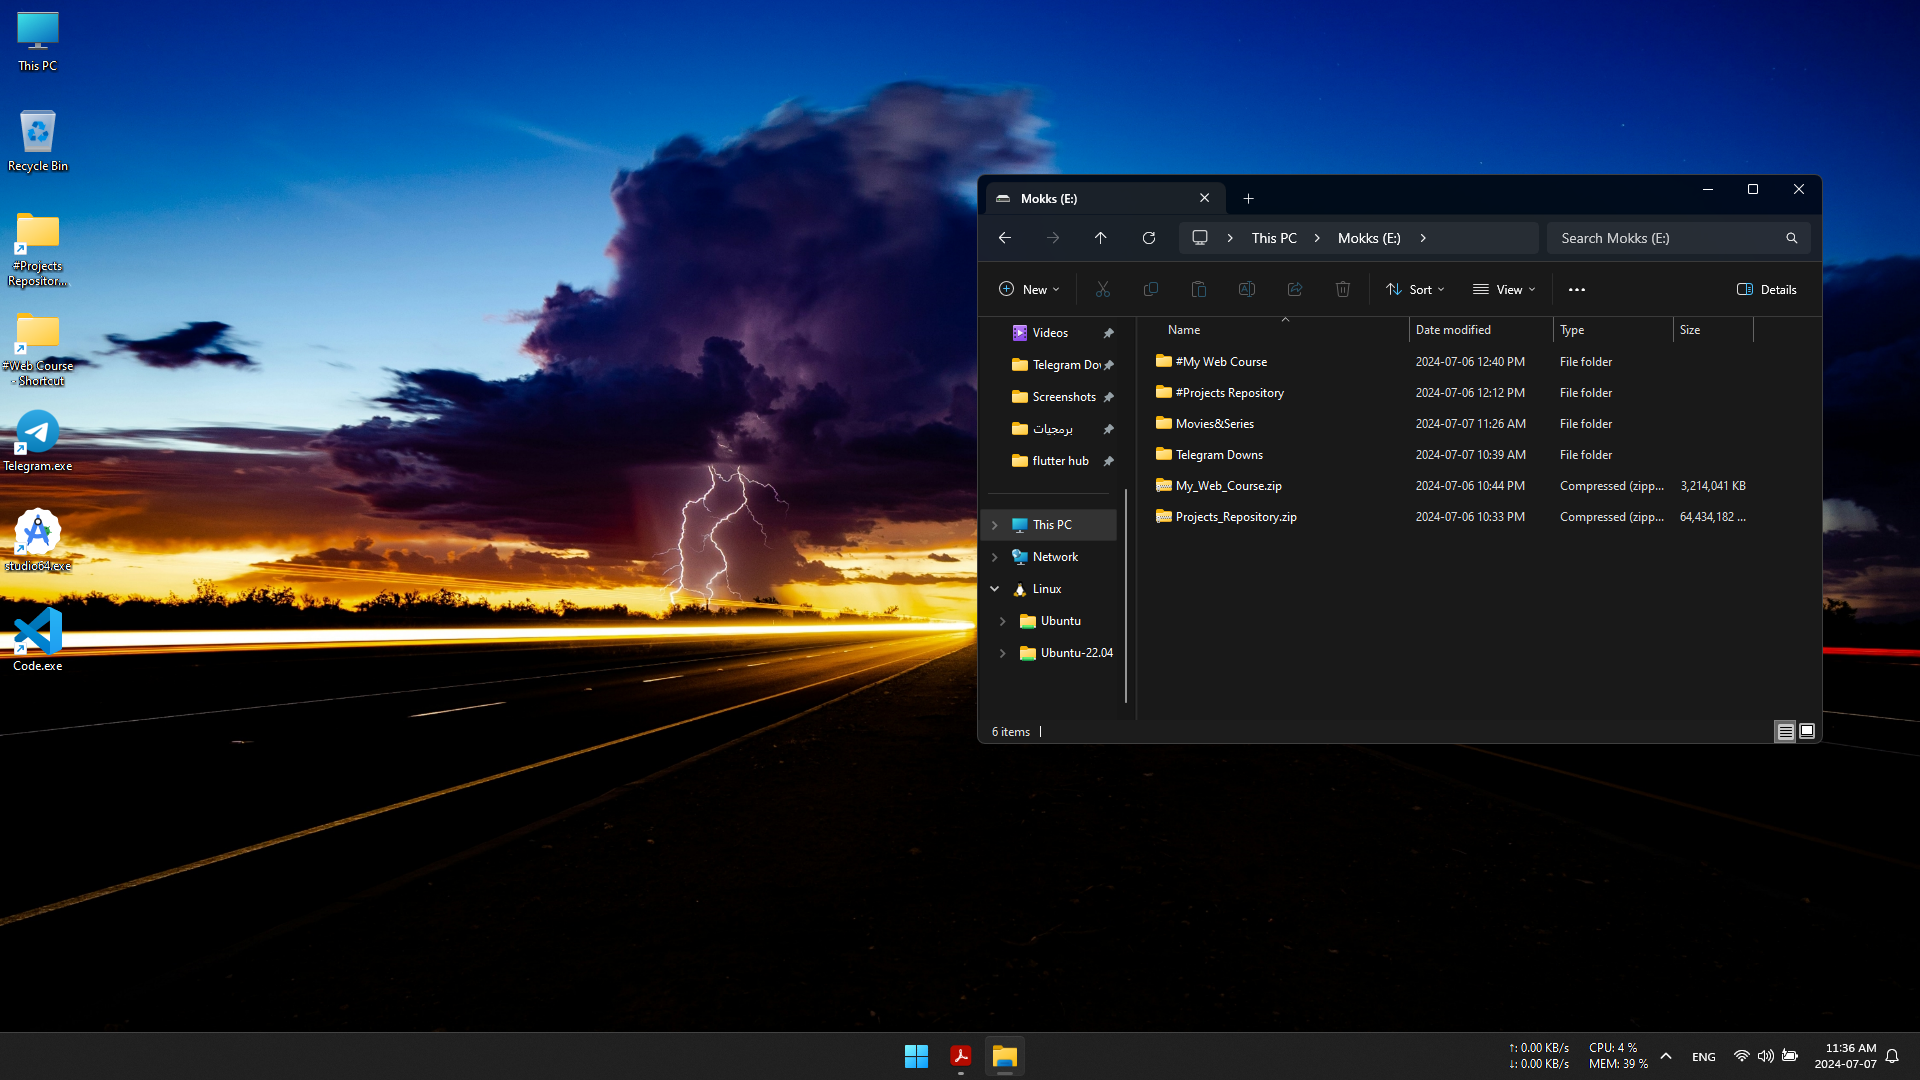 This PC
Recycle Bin
#Projects
Repositor...
#Web Course
- Shortcut
Telegram.exe
studio64.exe
Code.exe
Mokks (E:)
This PC
Mokks (E:)
Search Mokks (E:)
New
Sort
View
Details
Videos
Telegram Do
Screenshots
برمجيات
flutter hub
This PC
Network
Linux
Ubuntu
Ubuntu-22.04
Name Date modified Type Size
#My Web Course 2024-07-06 12:40 PM File folder
#Projects Repository 2024-07-06 12:12 PM File folder
Movies&Series 2024-07-07 11:26 AM File folder
Telegram Downs 2024-07-07 10:39 AM File folder
My_Web_Course.zip 2024-07-06 10:44 PM Compressed (zipp... 3,214,041 KB
Projects_Repository.zip 2024-07-06 10:33 PM Compressed (zipp... 64,434,182 ...
6 items
↑: 0.00 KB/s CPU: 4 %
↓: 0.00 KB/s MEM: 39 %
ENG
11:36 AM
2024-07-07